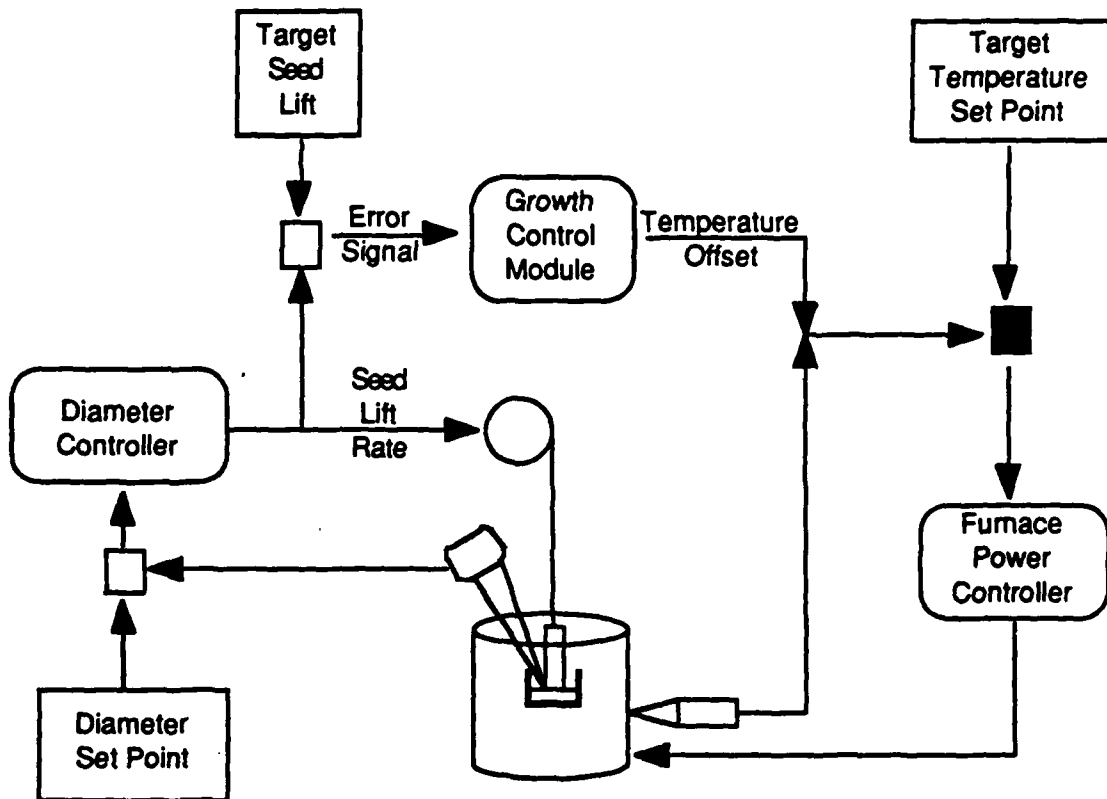 Target
Seed
Lift
Target
Temperature
Set Point
Error
Signal
Growth
Control
Module
Temperature
Offset
Diameter
Controller
Seed
Lift
Rate
Furnace
Power
Controller
Diameter
Set Point